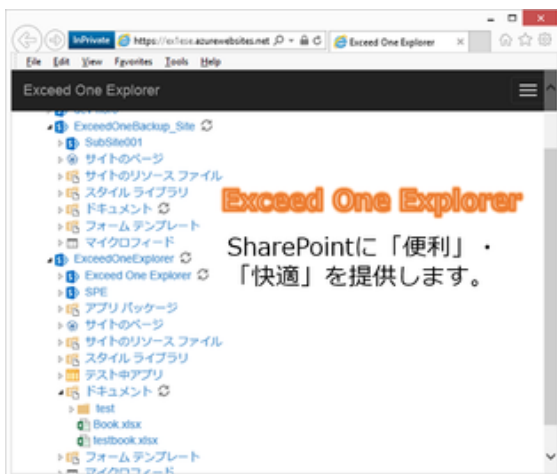 InPrivate
https://ex1ese.azurewebsites.net
Exceed One Explorer
File Edit View Favorites Tools Help
Exceed One Explorer
ExceedOneBackup_Site
SubSite001
サイトのページ
サイトのリソース ファイル
スタイル ライブラリ
ドキュメント
フォーム テンプレート
マイクロフィード
ExceedOneExplorer
Exceed One Explorer
SPE
アプリ パッケージ
サイトのページ
サイトのリソース ファイル
スタイル ライブラリ
テスト中アプリ
ドキュメント
test
Book.xlsx
testbook.xlsx
フォーム テンプレート
マイクロフィード
Exceed One Explorer
SharePointに「便利」・
「快適」を提供します。